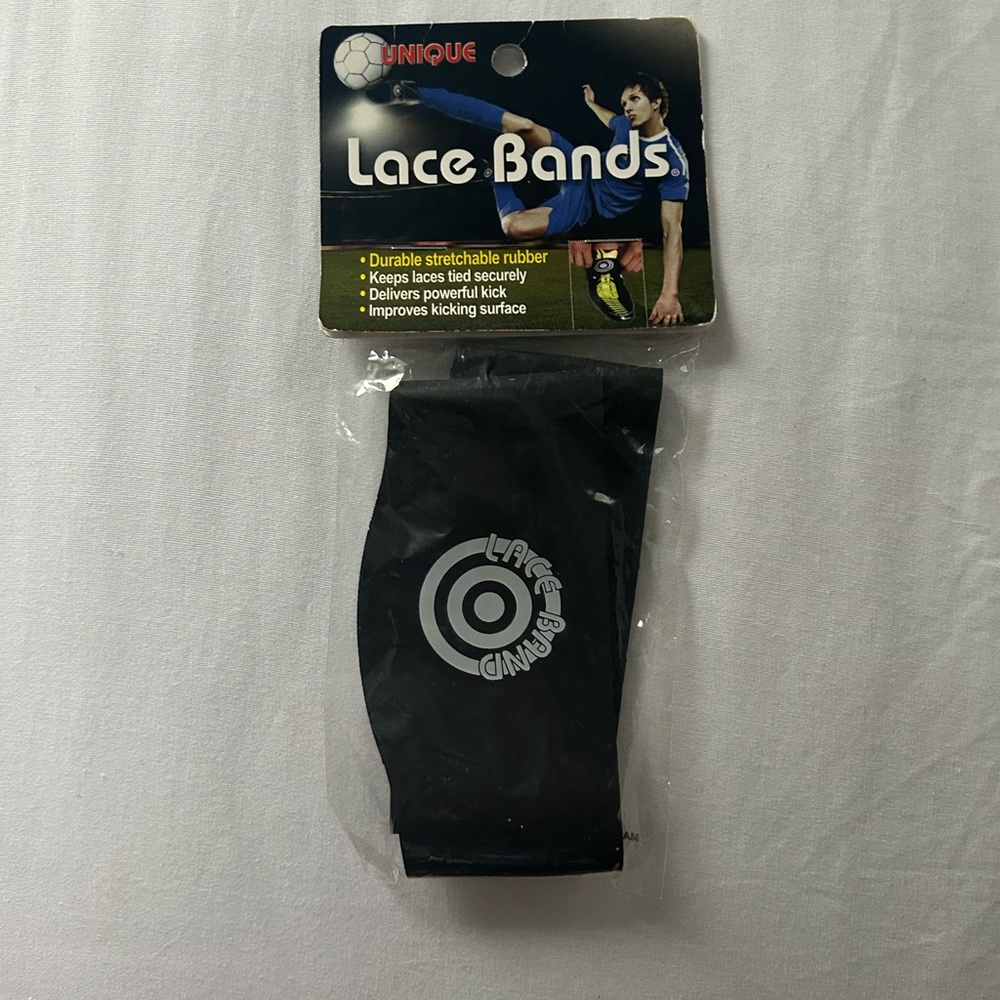 UNIQUE
Lace Bands®
• Durable stretchable rubber
• Keeps laces tied securely
• Delivers powerful kick
• Improves kicking surface
LACE BAND